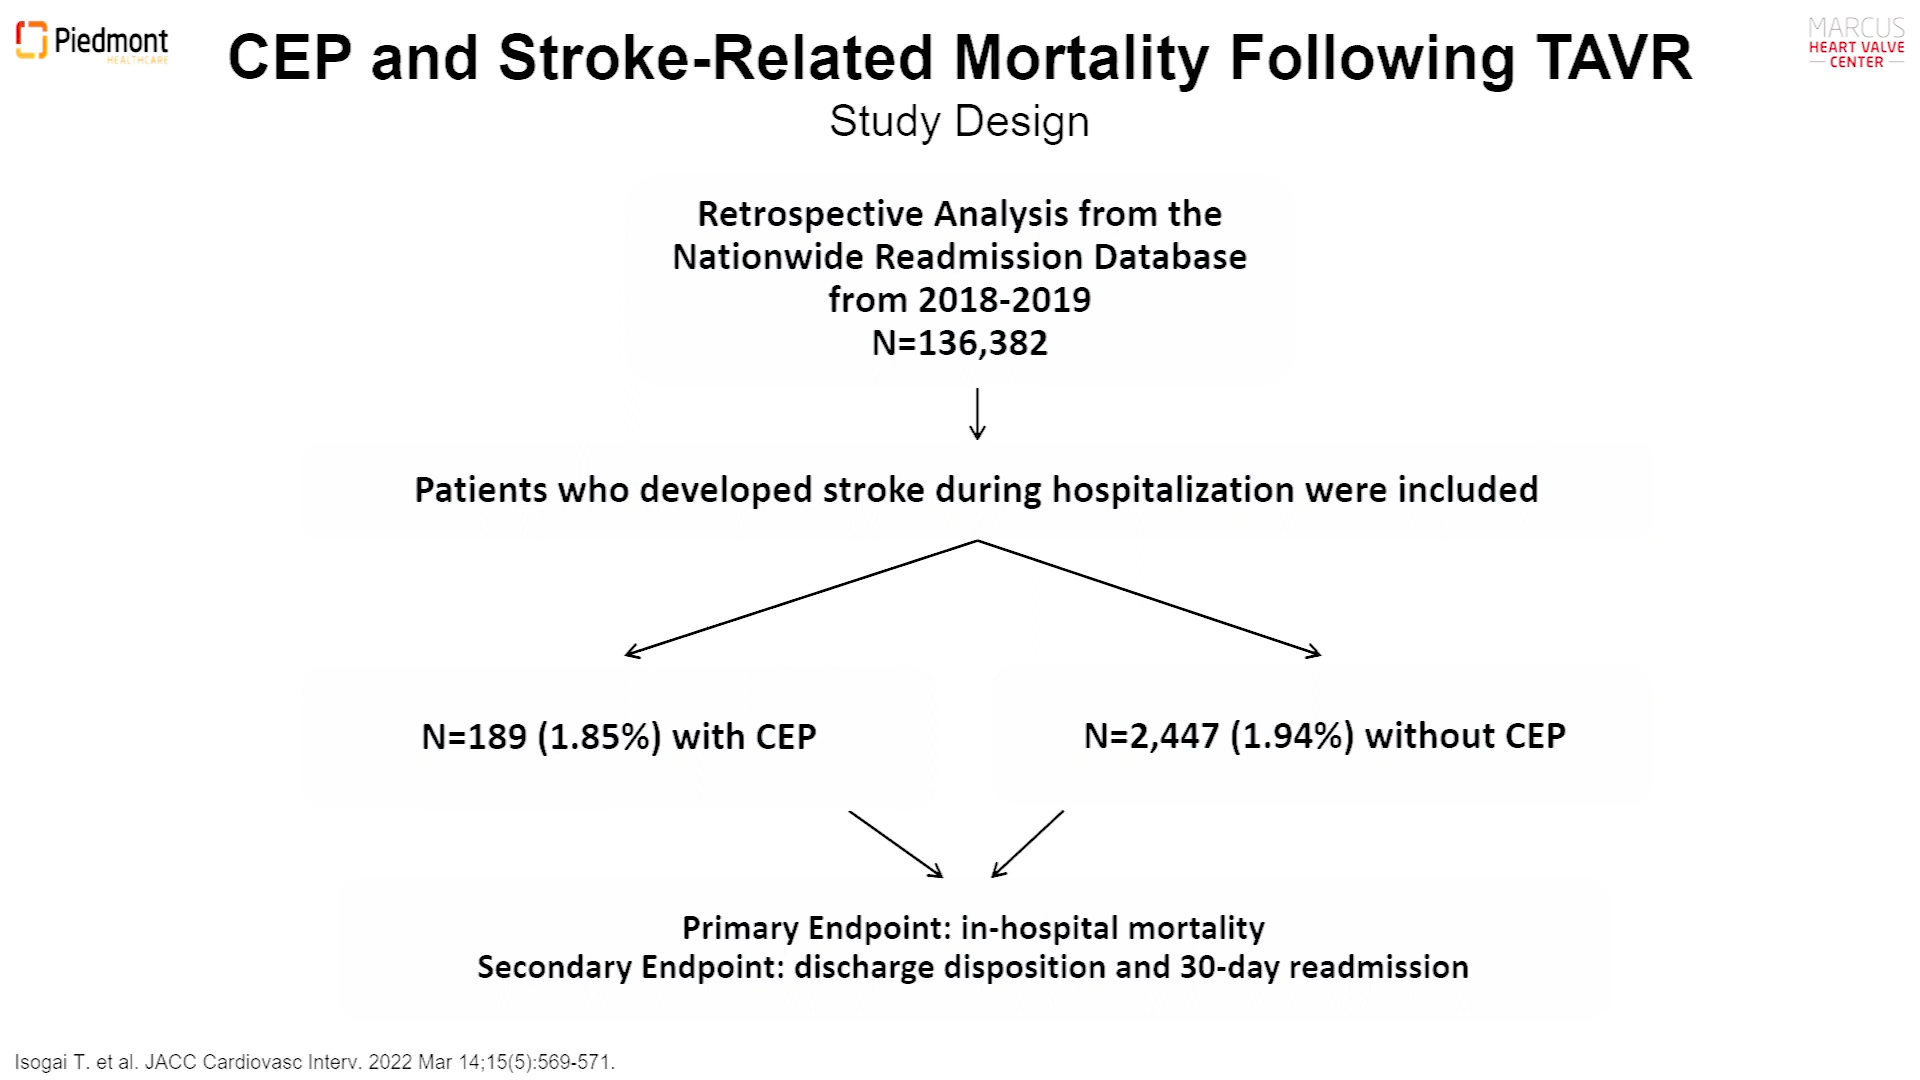 Piedmont
HEALTHCARE
CEP and Stroke-Related Mortality Following TAVR
MARCUS
HEART VALVE
CENTER
Study Design
Retrospective Analysis from the
Nationwide Readmission Database
from 2018-2019
N=136,382
Patients who developed stroke during hospitalization were included
N=189 (1.85%) with CEP
N=2,447 (1.94%) without CEP
Primary Endpoint: in-hospital mortality
Secondary Endpoint: discharge disposition and 30-day readmission
Isogai T. et al. JACC Cardiovasc Interv. 2022 Mar 14;15(5):569-571.